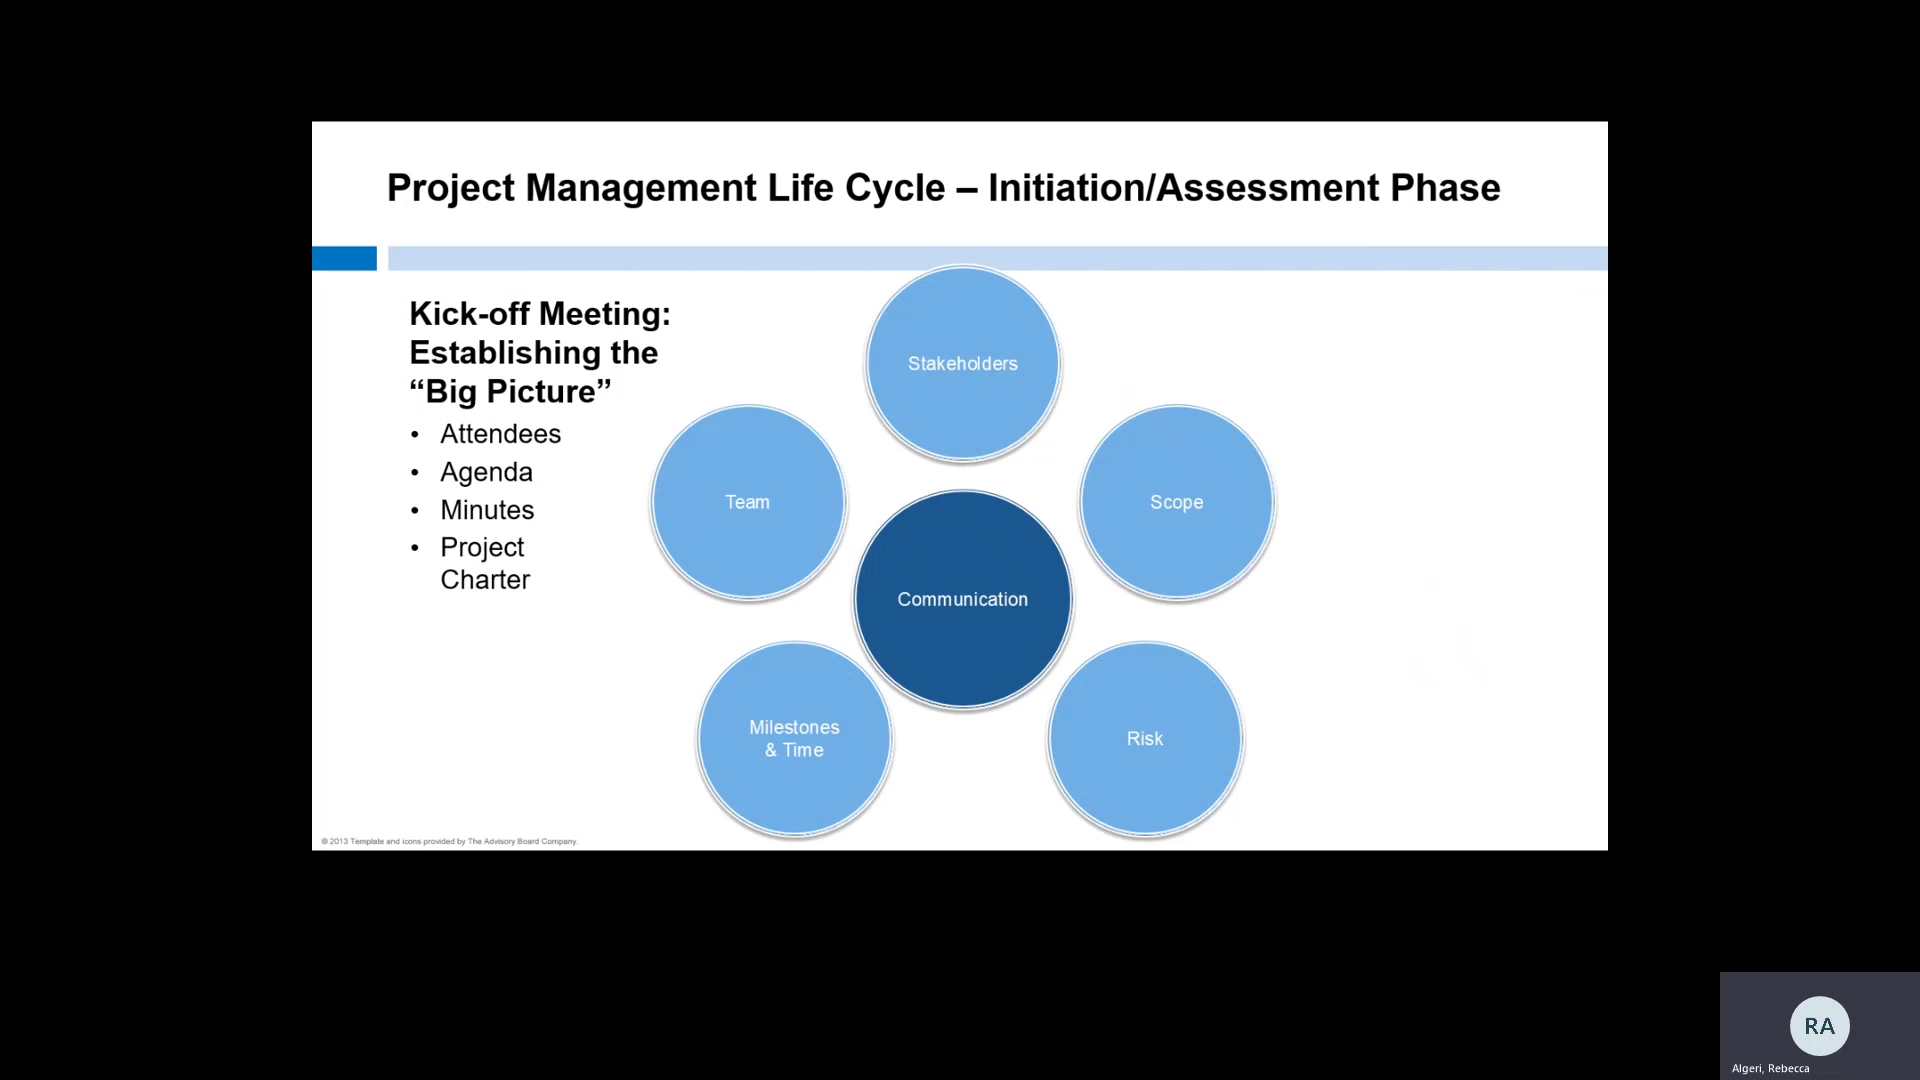 Project Management Life Cycle – Initiation/Assessment Phase
Kick-off Meeting:
Establishing the
“Big Picture”
• Attendees
• Agenda
• Minutes
• Project
Charter
Stakeholders
Team
Scope
Communication
Milestones
& Time
Risk
© 2013 Template and icons provided by The Advisory Board Company.
RA
Algeri, Rebecca